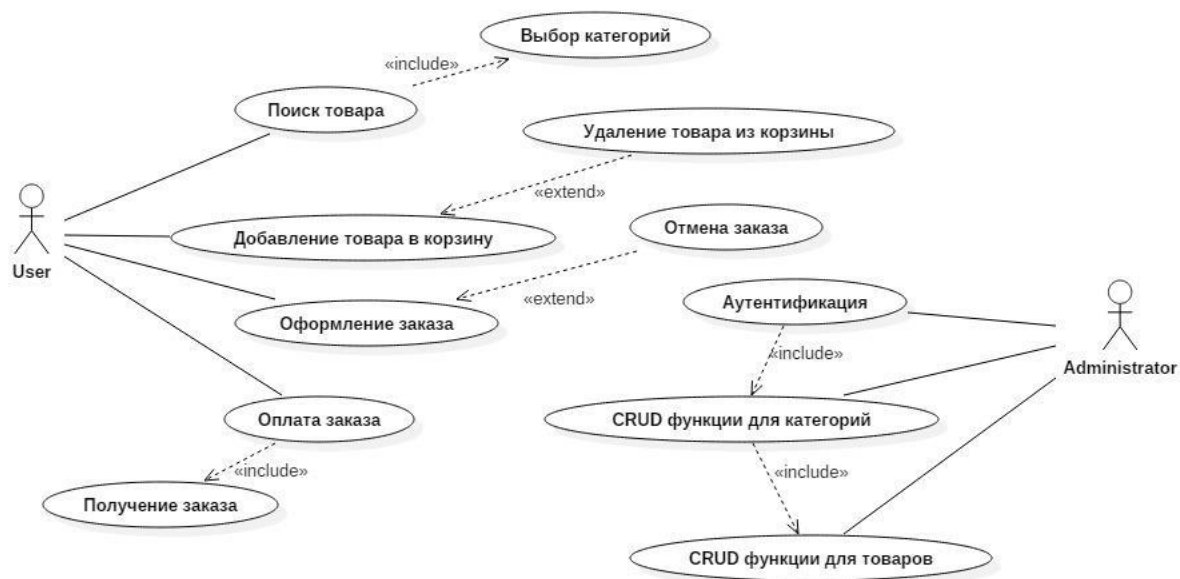 Выбор категорий
«include»
Поиск товара
Удаление товара из корзины
«extend»
Отмена заказа
Добавление товара в корзину
User
«extend»
Аутентификация
Оформление заказа
«include»
Administrator
Оплата заказа
CRUD функции для категорий
«include»
«include»
Получение заказа
CRUD функции для товаров